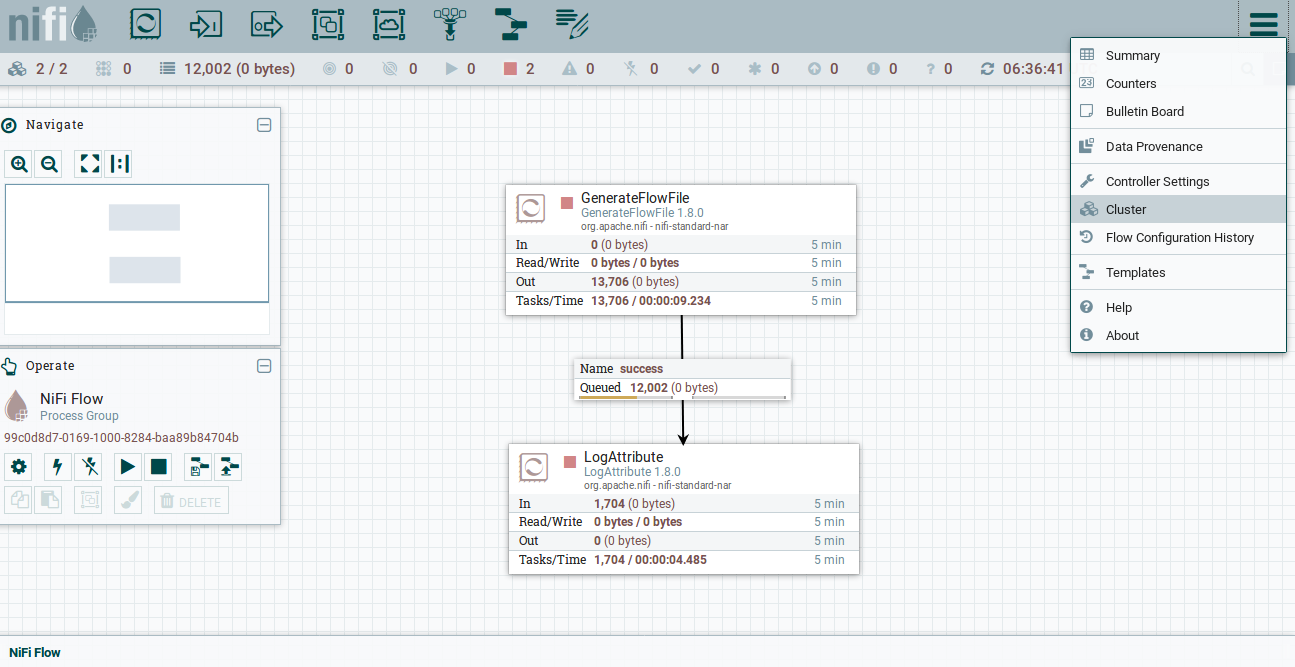 nifi
2 / 2 0 12,002 (0 bytes) 0 0 0 2 0 0 0 0 0 0 ? 0 06:36:41
Summary
23 Counters
Bulletin Board
Data Provenance
Controller Settings
Cluster
Flow Configuration History
Templates
? Help
About
Navigate
Operate
NiFi Flow
Process Group
99c0d8d7-0169-1000-8284-baa89b84704b
DELETE
GenerateFlowFile
GenerateFlowFile 1.8.0
org.apache.nifi - nifi-standard-nar
In 0 (0 bytes) 5 min
Read/Write 0 bytes / 0 bytes 5 min
Out 13,706 (0 bytes) 5 min
Tasks/Time 13,706 / 00:00:09.234 5 min
Name success
Queued 12,002 (0 bytes)
LogAttribute
LogAttribute 1.8.0
org.apache.nifi - nifi-standard-nar
In 1,704 (0 bytes) 5 min
Read/Write 0 bytes / 0 bytes 5 min
Out 0 (0 bytes) 5 min
Tasks/Time 1,704 / 00:00:04.485 5 min
NiFi Flow